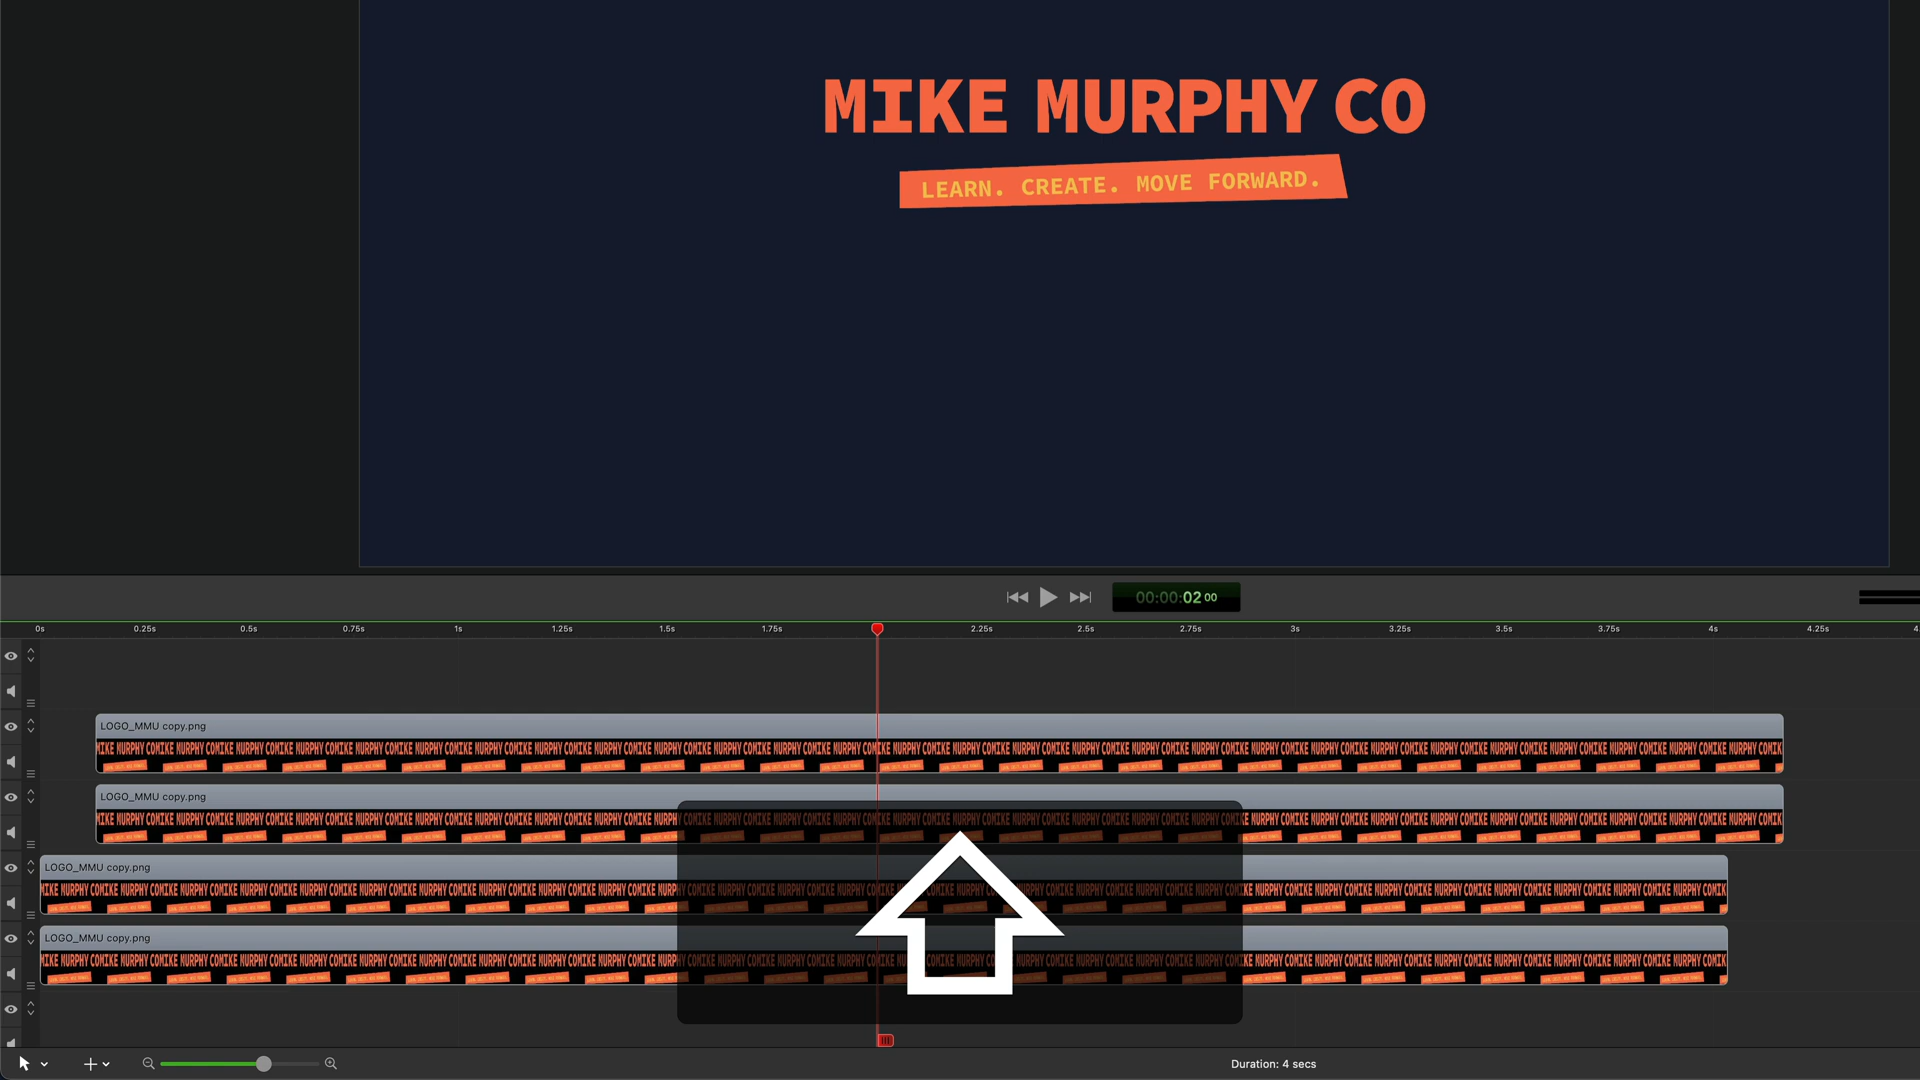 MIKE MURPHY CO
LEARN. CREATE. MOVE FORWARD.
00:00:02 00
0s 0.25s 0.5s 0.75s 1s 1.25s 1.5s 1.75s 2.25s 2.5s 2.75s 3s 3.25s 3.5s 3.75s 4s 4.25s
LOGO_MMU copy.png
LOGO_MMU copy.png
LOGO_MMU copy.png
LOGO_MMU copy.png
Duration: 4 secs